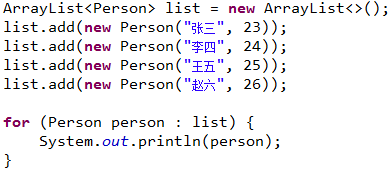 ArrayList<Person> list = new ArrayList<>();
list.add(new Person("张三", 23));
list.add(new Person("李四", 24));
list.add(new Person("王五", 25));
list.add(new Person("赵六", 26));

for (Person person : list) {
    System.out.println(person);
}